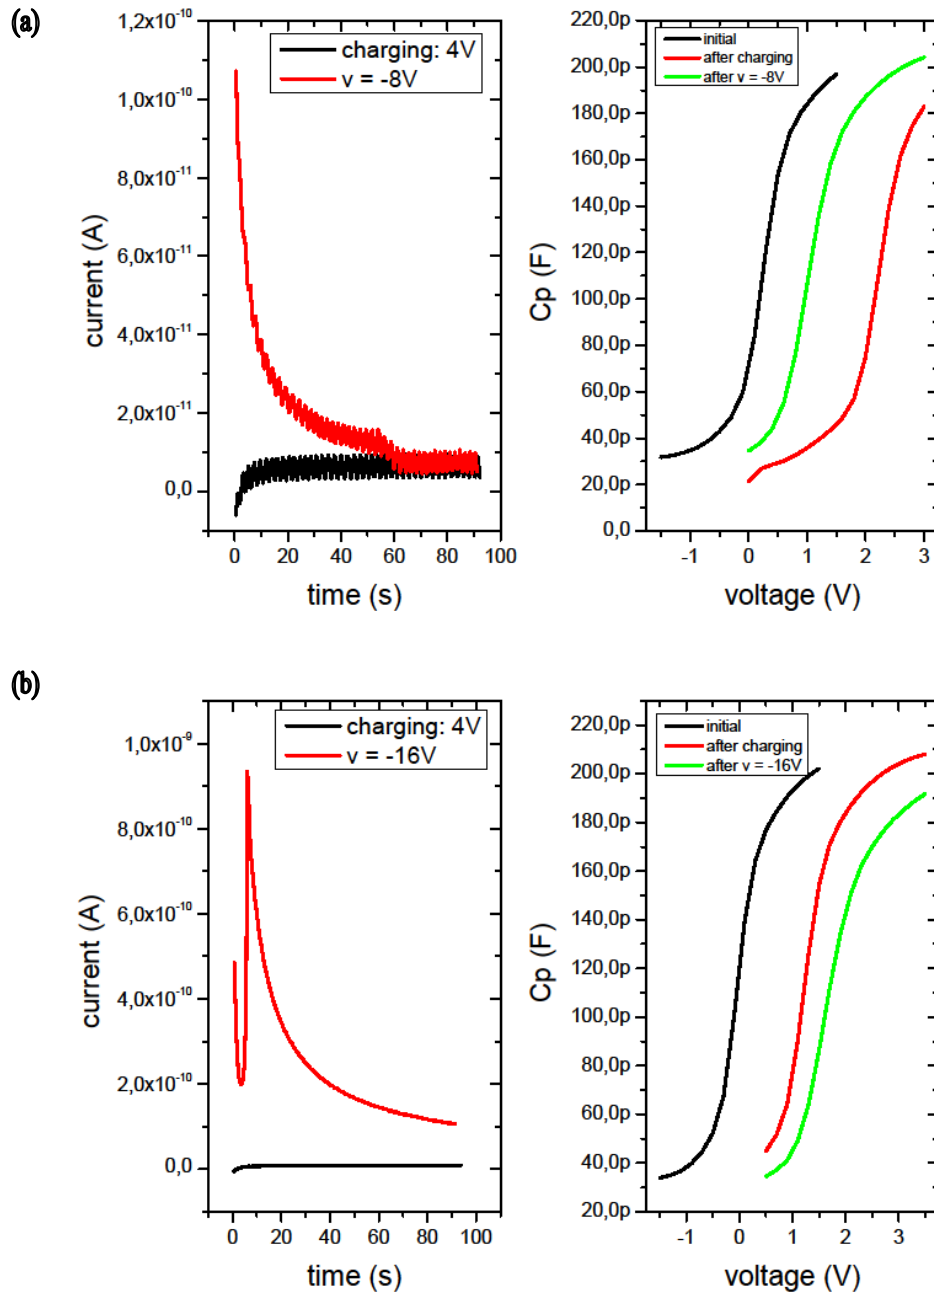 (a)
1,2x10-10
1,0x10-10
8,0x10-11
6,0x10-11
4,0x10-11
2,0x10-11
0,0
current (A)
charging: 4V
v = -8V
0 20 40 60 80 100
time (s)
220,0p
200,0p
180,0p
160,0p
140,0p
120,0p
100,0p
80,0p
60,0p
40,0p
20,0p
0,0
Cp (F)
initial
after charging
after v = -8V
-1 0 1 2 3
voltage (V)
(b)
1,0x10-9
8,0x10-10
6,0x10-10
4,0x10-10
2,0x10-10
0,0
current (A)
charging: 4V
v = -16V
0 20 40 60 80 100
time (s)
220,0p
200,0p
180,0p
160,0p
140,0p
120,0p
100,0p
80,0p
60,0p
40,0p
20,0p
Cp (F)
initial
after charging
after v = -16V
-1 0 1 2 3
voltage (V)